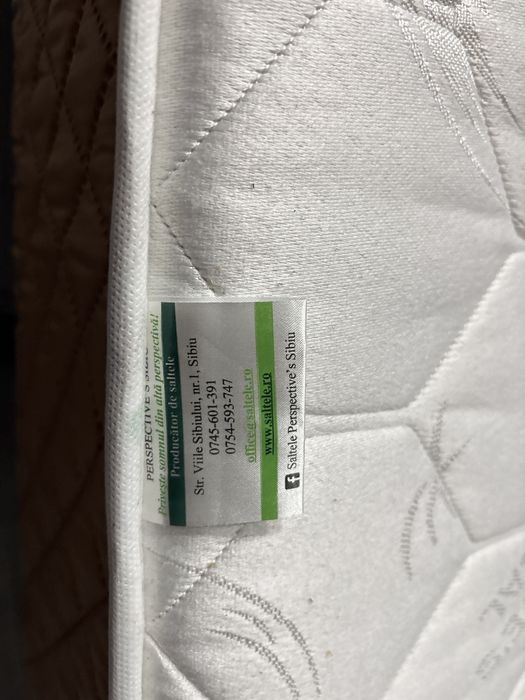 PERSPECTIVE'S SIBIU
Privește somnul din altă perspectivă!
Producător de saltele
Str. Viile Sibiului, nr.1, Sibiu
0745-601-391
0754-593-747
office@saltele.ro
www.saltele.ro
Saltele Perspective's Sibiu